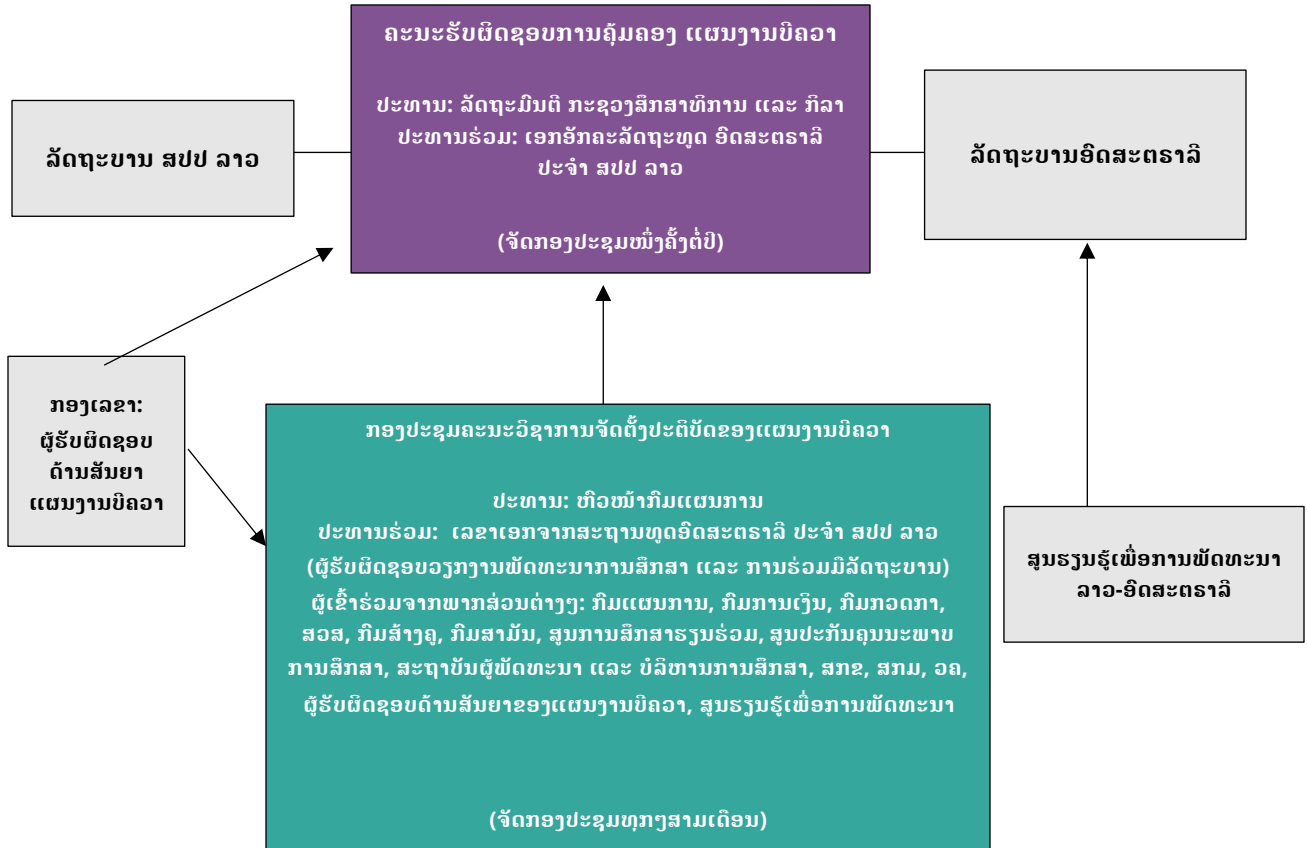 ຄະນະຮັບຜິດຊອບການຄຸ້ມຄອງ ແຜນງານບີຄວາ
ປະທານ: ລັດຖະມົນຕີ ກະຊວງສຶກສາທິການ ແລະ ກິລາ
ປະທານຮ່ວມ: ເອກອັກຄະລັດຖະທູດ ອົດສະຕຣາລີ
ປະຈຳ ສປປ ລາວ
(ຈັດກອງປະຊຸມໜຶ່ງຄັ້ງຕໍ່ປີ)
ລັດຖະບານ ສປປ ລາວ
ລັດຖະບານອົດສະຕຣາລີ
ກອງເລຂາ:
ຜູ້ຮັບຜິດຊອບ
ດ້ານສັນຍາ
ແຜນງານບີຄວາ
ກອງປະຊຸມຄະນະວິຊາການຈັດຕັ້ງປະຕິບັດຂອງແຜນງານບີຄວາ
ປະທານ: ຫົວໜ້າກົມແຜນການ
ປະທານຮ່ວມ: ເລຂາເອກຈາກສະຖານທູດອົດສະຕຣາລີ ປະຈຳ ສປປ ລາວ
(ຜູ້ຮັບຜິດຊອບວຽກງານພັດທະນາການສຶກສາ ແລະ ການຮ່ວມມືລັດຖະບານ)
ຜູ້ເຂົ້າຮ່ວມຈາກພາກສ່ວນຕ່າງໆ: ກົມແຜນການ, ກົມການເງິນ, ກົມກວດກາ,
ສວສ, ກົມສ້າງຄູ, ກົມສາມັນ, ສູນການສຶກສາຮຽນຮ່ວມ, ສູນປະກັນຄຸນນະພາບ
ການສຶກສາ, ສະຖາບັນຜູ້ພັດທະນາ ແລະ ບໍລິຫານການສຶກສາ, ສກຂ, ສກມ, ວຄ,
ຜູ້ຮັບຜິດຊອບດ້ານສັນຍາຂອງແຜນງານບີຄວາ, ສູນຮຽນຮູ້ເພື່ອການພັດທະນາ
(ຈັດກອງປະຊຸມທຸກໆສາມເດືອນ)
ສູນຮຽນຮູ້ເພື່ອການພັດທະນາ
ລາວ-ອົດສະຕຣາລີ